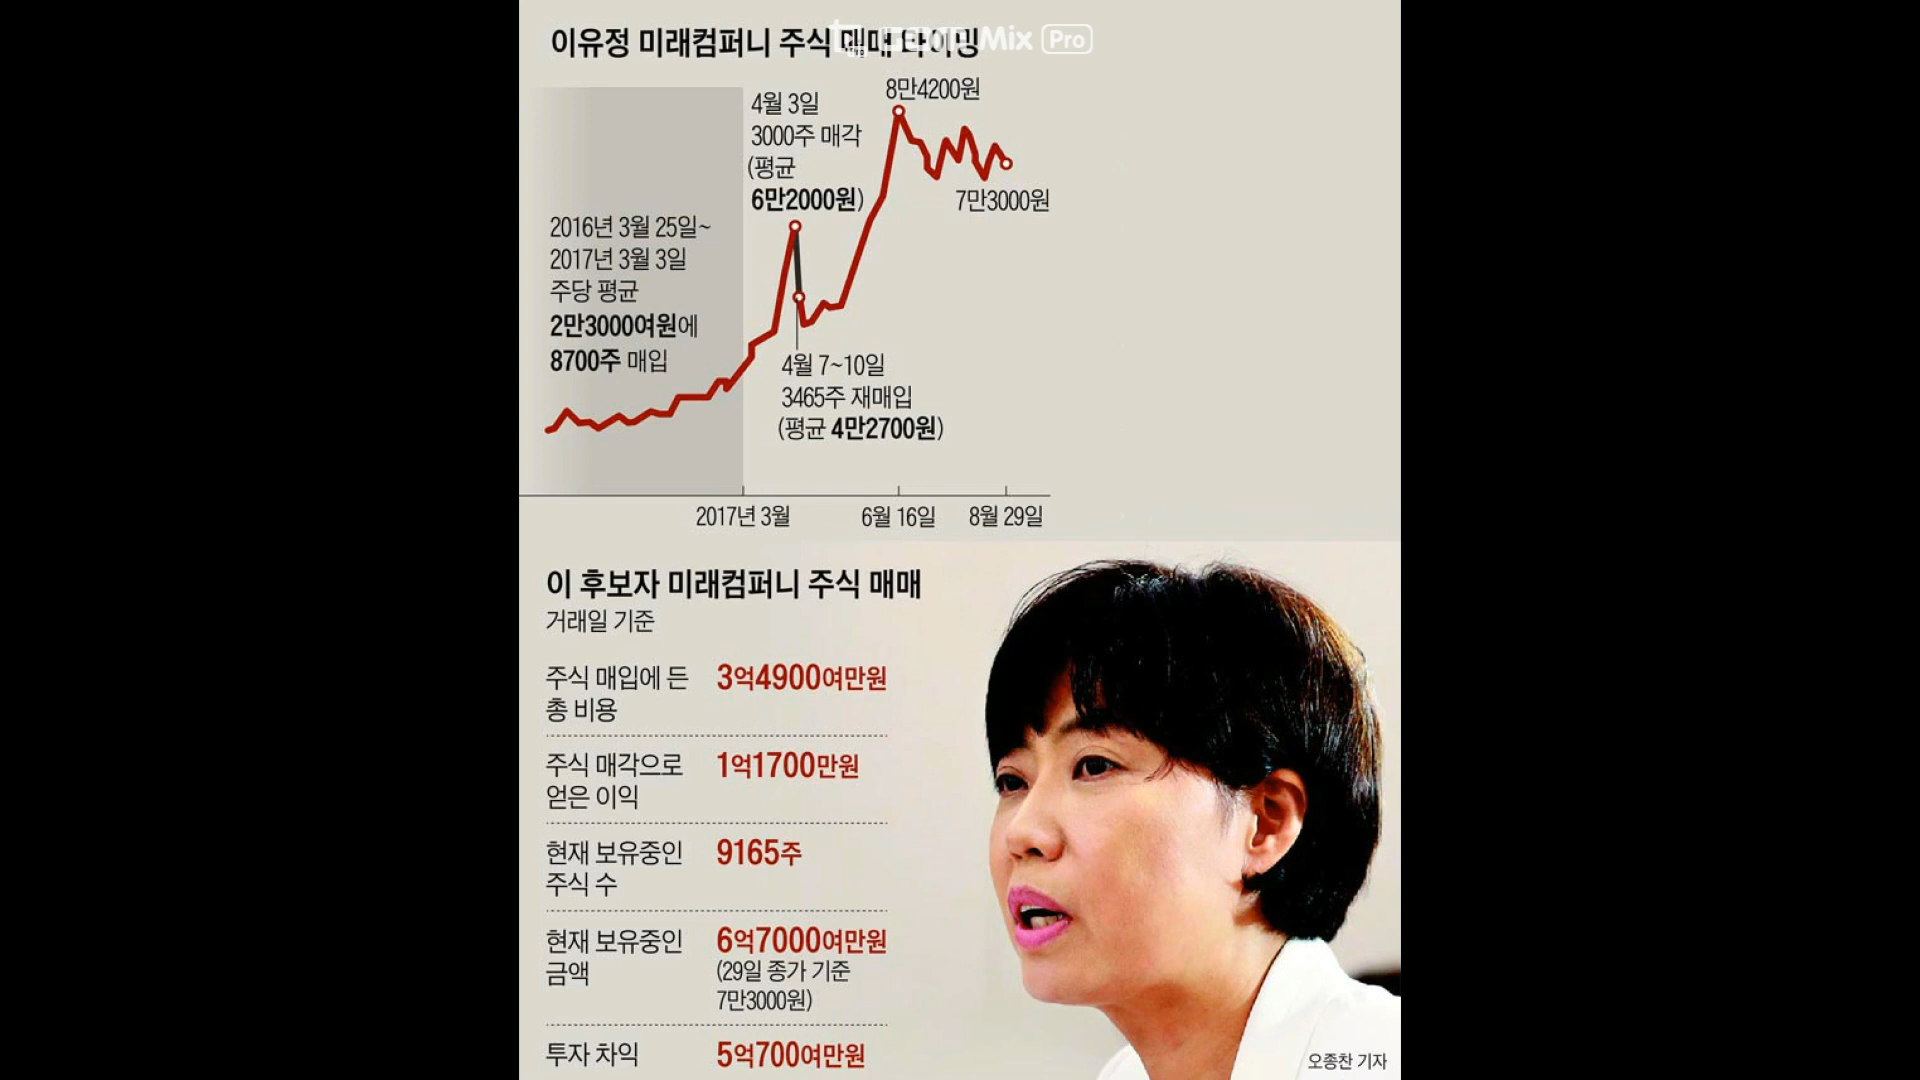 이유정 미래컴퍼니 주식 매매 타이밍
Mix Pro
8만4200원
4월 3일
3000주 매각
(평균
6만2000원)
7만3000원
2016년 3월 25일~
2017년 3월 3일
주당 평균
2만3000여원에
8700주 매입
4월 7~10일
3465주 재매입
(평균 4만2700원)
2017년 3월
6월 16일
8월 29일
이 후보자 미래컴퍼니 주식 매매
거래일 기준
주식 매입에 든 3억4900여만원
총 비용
주식 매각으로 1억1700만원
얻은 이익
현재 보유중인 9165주
주식 수
현재 보유중인 6억7000여만원
금액 (29일 종가 기준
7만3000원)
투자 차익 5억700여만원
오종찬 기자